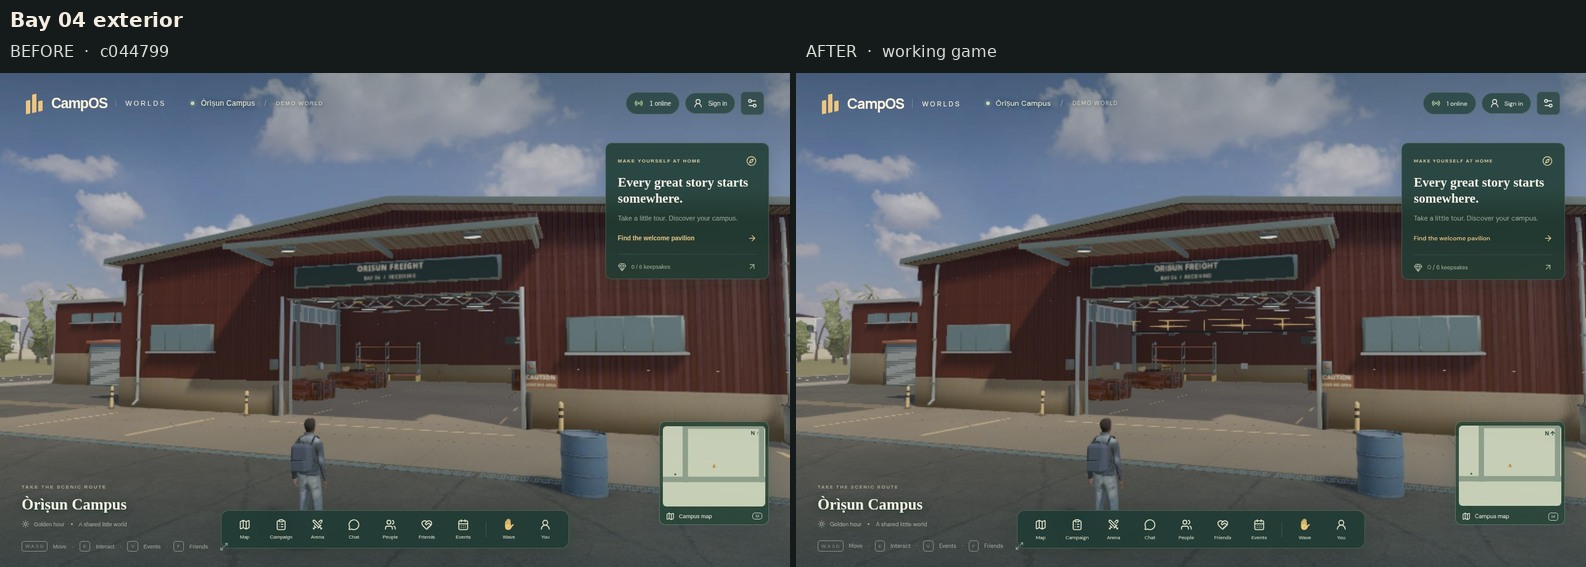 Bay 04 exterior
BEFORE · c044799
AFTER · working game
CampOS | WORLDS
Òrìṣun Campus / DEMO WORLD
1 online
Sign in
MAKE YOURSELF AT HOME
Every great story starts
somewhere.
Take a little tour. Discover your campus.
Find the welcome pavilion
0 / 6 keepsakes
ORISUN FREIGHT
BAY 04 / RECEIVING
CAUTION
N
Campus map
M
TAKE THE SCENIC ROUTE
Òrìṣun Campus
Golden hour • A shared little world
WASD Move E Interact V Events F Friends
Map Campaign Arena Chat People Friends Events Wave You
CampOS | WORLDS
Òrìṣun Campus / DEMO WORLD
1 online
Sign in
MAKE YOURSELF AT HOME
Every great story starts
somewhere.
Take a little tour. Discover your campus.
Find the welcome pavilion
0 / 6 keepsakes
ORISUN FREIGHT
BAY 04 / RECEIVING
CAUTION
N
Campus map
M
TAKE THE SCENIC ROUTE
Òrìṣun Campus
Golden hour • A shared little world
WASD Move E Interact V Events F Friends
Map Campaign Arena Chat People Friends Events Wave You